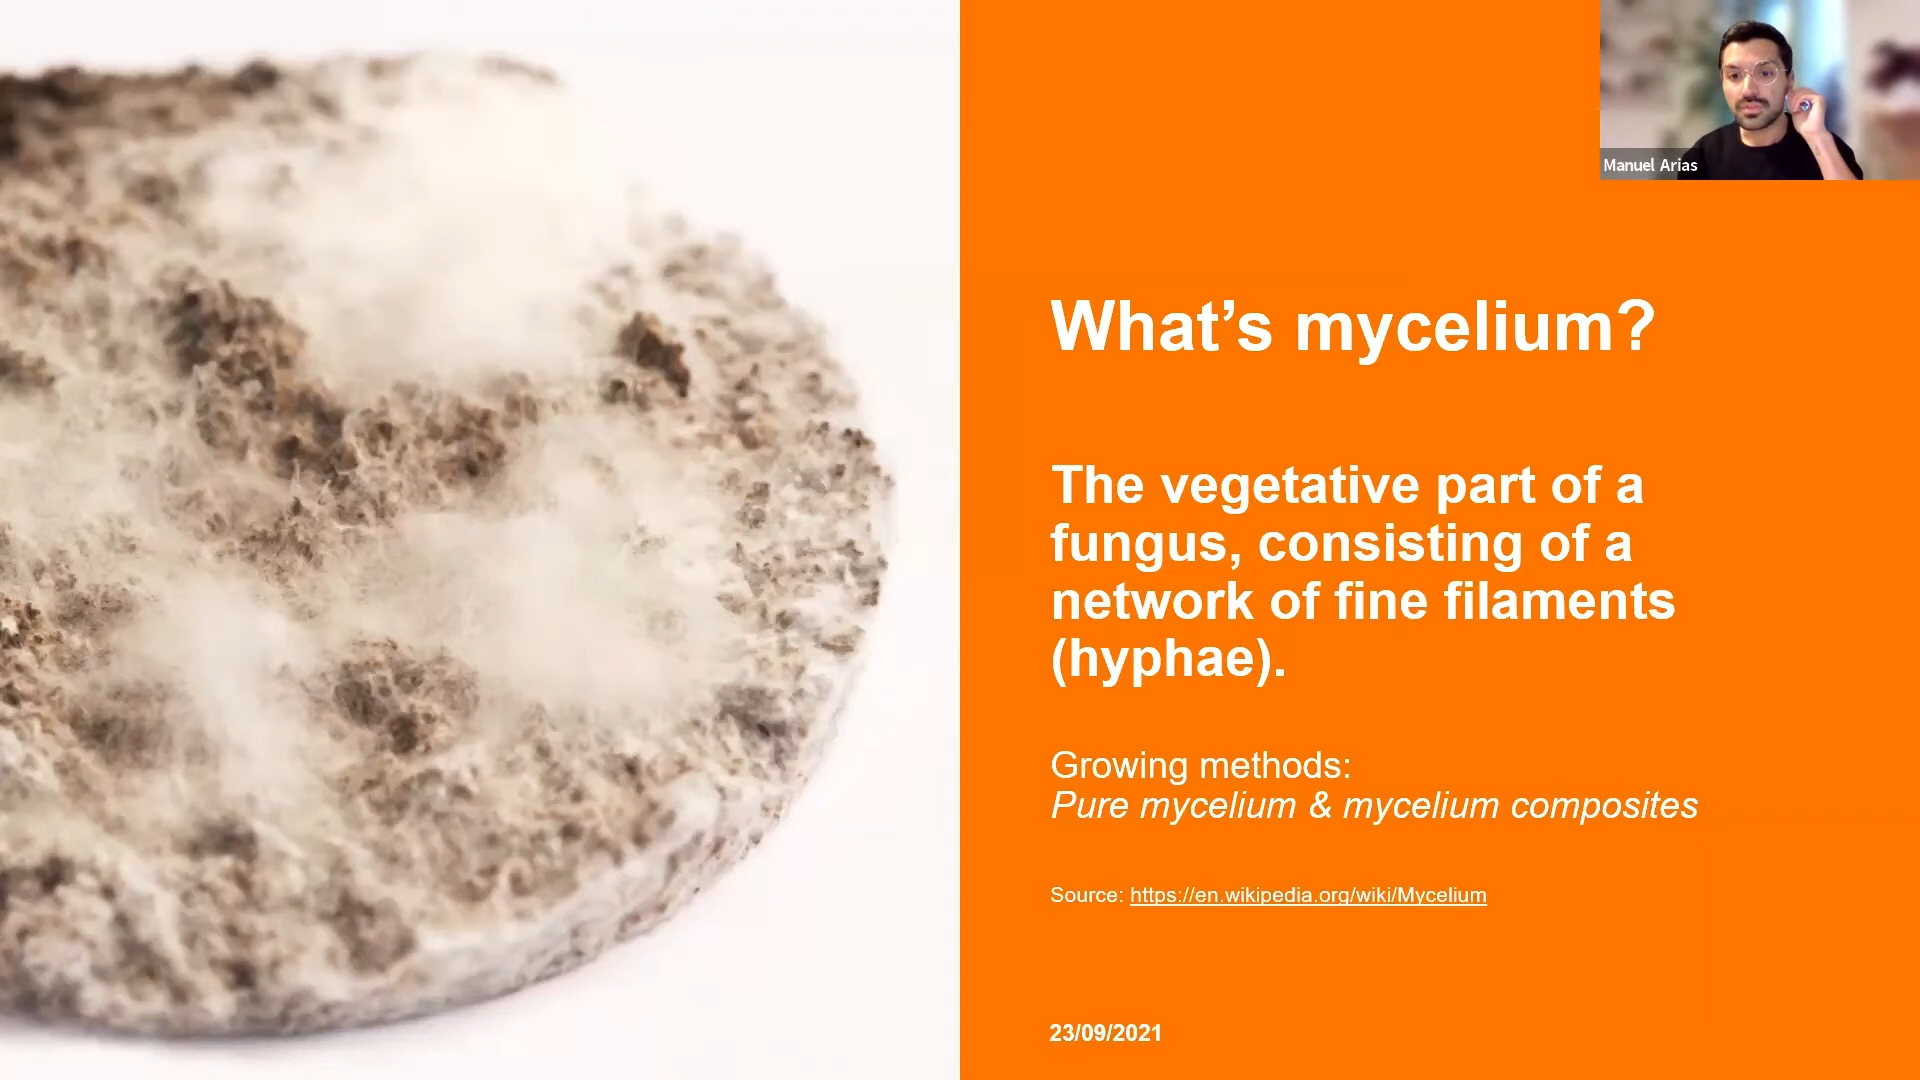 Manuel Arias
What’s mycelium?
The vegetative part of a
fungus, consisting of a
network of fine filaments
(hyphae).
Growing methods:
Pure mycelium & mycelium composites
Source: https://en.wikipedia.org/wiki/Mycelium
23/09/2021